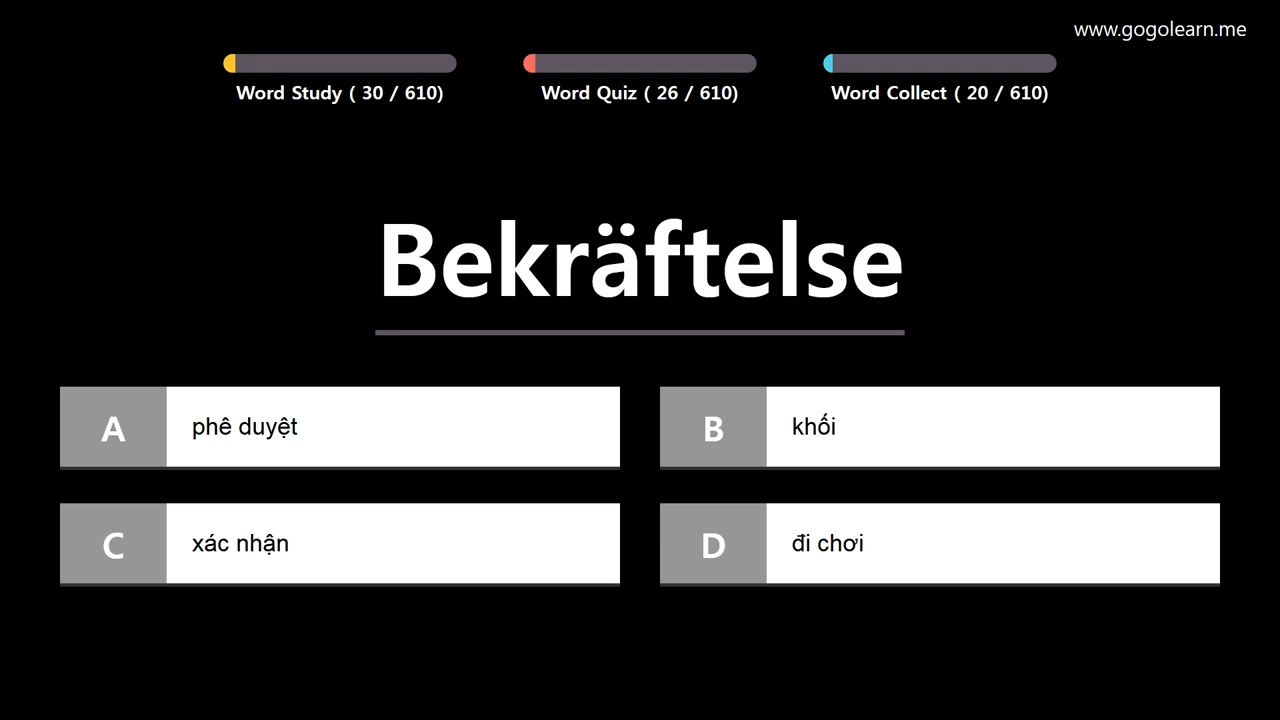 www.gogolearn.me
Word Study ( 30 / 610)
Word Quiz ( 26 / 610)
Word Collect ( 20 / 610)
Bekräftelse
A
phê duyệt
B
khối
C
xác nhận
D
đi chơi